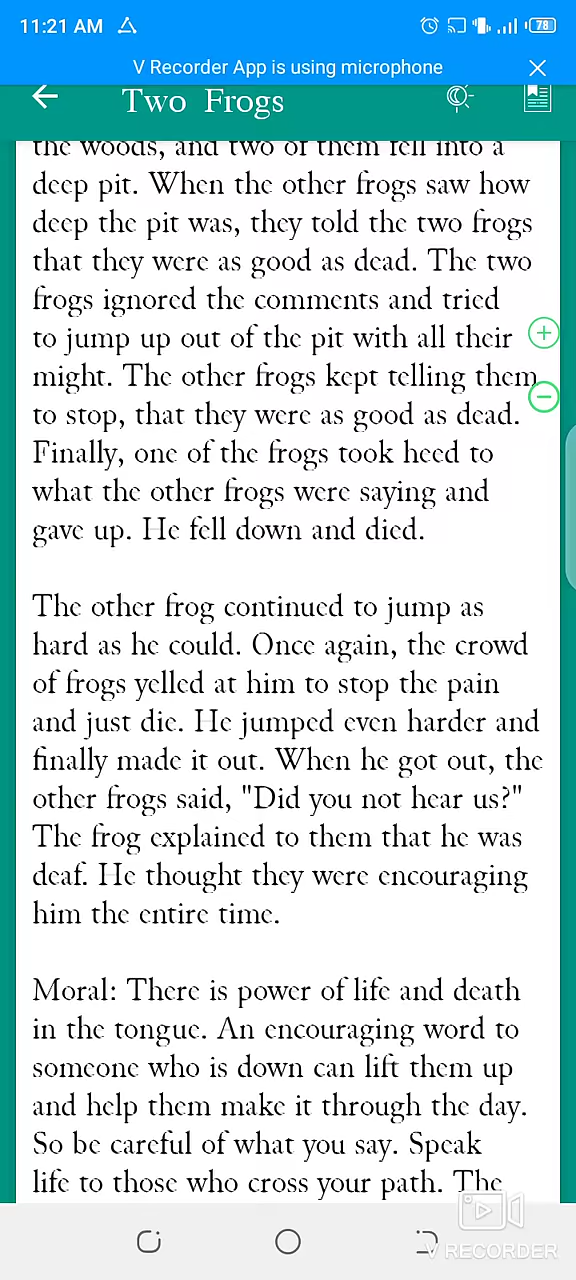 11:21 AM
78
V Recorder App is using microphone
Two Frogs
the woods, and two of them fell into a
deep pit. When the other frogs saw how
deep the pit was, they told the two frogs
that they were as good as dead. The two
frogs ignored the comments and tried
to jump up out of the pit with all their
might. The other frogs kept telling them
to stop, that they were as good as dead.
Finally, one of the frogs took heed to
what the other frogs were saying and
gave up. He fell down and died.
The other frog continued to jump as
hard as he could. Once again, the crowd
of frogs yelled at him to stop the pain
and just die. He jumped even harder and
finally made it out. When he got out, the
other frogs said, "Did you not hear us?"
The frog explained to them that he was
deaf. He thought they were encouraging
him the entire time.
Moral: There is power of life and death
in the tongue. An encouraging word to
someone who is down can lift them up
and help them make it through the day.
So be careful of what you say. Speak
life to those who cross your path. The
V RECORDER